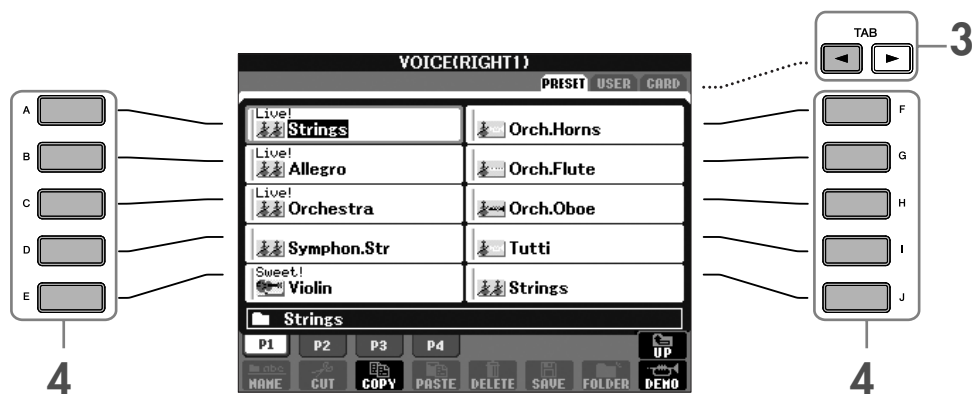 TAB
3
VOICE(RIGHT1)
PRESET USER CARD
A
Live!
Strings
Orch.Horns
F
B
Live!
Allegro
Orch.Flute
G
C
Live!
Orchestra
Orch.Oboe
H
D
Symphon.Str
Tutti
I
E
Sweet!
Violin
Strings
J
Strings
P1 P2 P3 P4 UP
NAME CUT COPY PASTE DELETE SAVE FOLDER DEMO
4
4